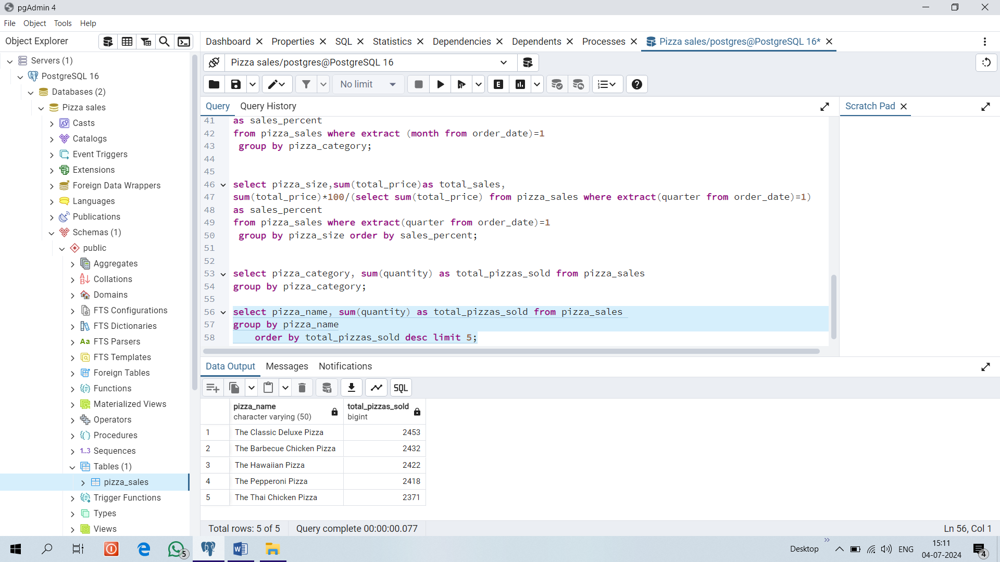 pgAdmin 4
File Object Tools Help
Object Explorer
Dashboard Properties SQL Statistics Dependencies Dependents Processes Pizza sales/postgres@PostgreSQL 16*
Servers (1)
PostgreSQL 16
Databases (2)
Pizza sales
Casts
Catalogs
Event Triggers
Extensions
Foreign Data Wrappers
Languages
Publications
Schemas (1)
public
Aggregates
Collations
Domains
FTS Configurations
FTS Dictionaries
Aa FTS Parsers
FTS Templates
Foreign Tables
Functions
Materialized Views
Operators
Procedures
1..3 Sequences
Tables (1)
pizza_sales
Trigger Functions
Types
Views
Pizza sales/postgres@PostgreSQL 16
No limit
E
Query Query History
Scratch Pad
41 as sales_percent
42 from pizza_sales where extract (month from order_date)=1
43 group by pizza_category;
44
45
46 select pizza_size,sum(total_price)as total_sales,
47 sum(total_price)*100/(select sum(total_price) from pizza_sales where extract(quarter from order_date)=1)
48 as sales_percent
49 from pizza_sales where extract(quarter from order_date)=1
50 group by pizza_size order by sales_percent;
51
52
53 select pizza_category, sum(quantity) as total_pizzas_sold from pizza_sales
54 group by pizza_category;
55
56 select pizza_name, sum(quantity) as total_pizzas_sold from pizza_sales
57 group by pizza_name
58 order by total_pizzas_sold desc limit 5;
Data Output Messages Notifications
SQL
pizza_name total_pizzas_sold
character varying (50) bigint
1 The Classic Deluxe Pizza 2453
2 The Barbecue Chicken Pizza 2432
3 The Hawaiian Pizza 2422
4 The Pepperoni Pizza 2418
5 The Thai Chicken Pizza 2371
Total rows: 5 of 5 Query complete 00:00:00.077 Ln 56, Col 1
5
Desktop
ENG
15:11
04-07-2024
4